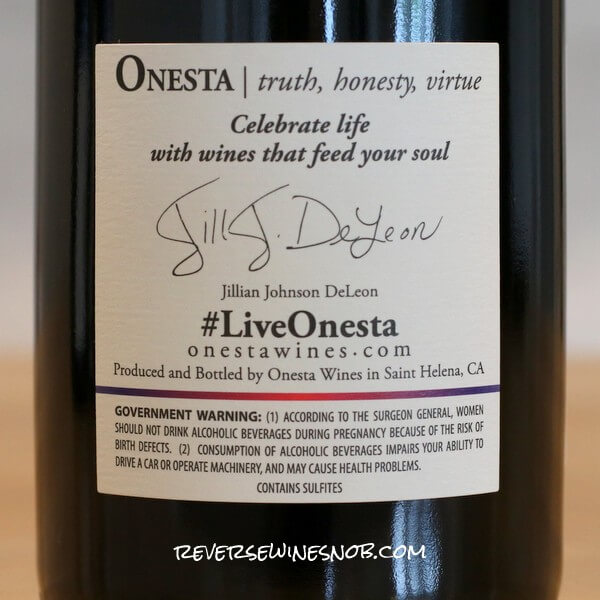 ONESTA | truth, honesty, virtue
Celebrate life
with wines that feed your soul
Jill J. DeLeon
Jillian Johnson DeLeon
#LiveOnesta
onestawines.com
Produced and Bottled by Onesta Wines in Saint Helena, CA
GOVERNMENT WARNING: (1) ACCORDING TO THE SURGEON GENERAL, WOMEN
SHOULD NOT DRINK ALCOHOLIC BEVERAGES DURING PREGNANCY BECAUSE OF THE RISK OF
BIRTH DEFECTS. (2) CONSUMPTION OF ALCOHOLIC BEVERAGES IMPAIRS YOUR ABILITY TO
DRIVE A CAR OR OPERATE MACHINERY, AND MAY CAUSE HEALTH PROBLEMS.
CONTAINS SULFITES
REVERSEWINESNOB.COM